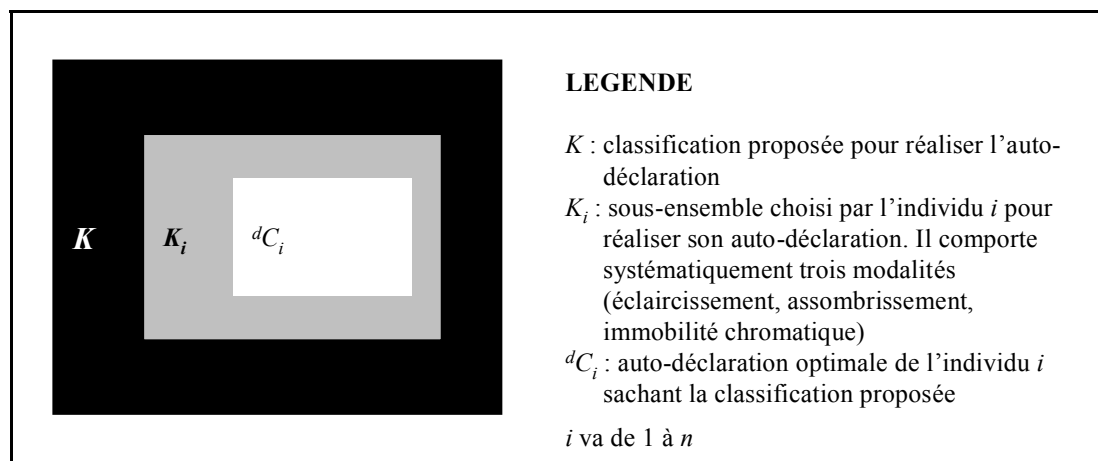 LEGENDE
K : classification proposée pour réaliser l'auto-
déclaration
K_i : sous-ensemble choisi par l'individu i pour
réaliser son auto-déclaration. Il comporte
systématiquement trois modalités
(éclaircissement, assombrissement,
immobilité chromatique)
^dC_i : auto-déclaration optimale de l'individu i
sachant la classification proposée
i va de 1 à n
K
K_i
^dC_i